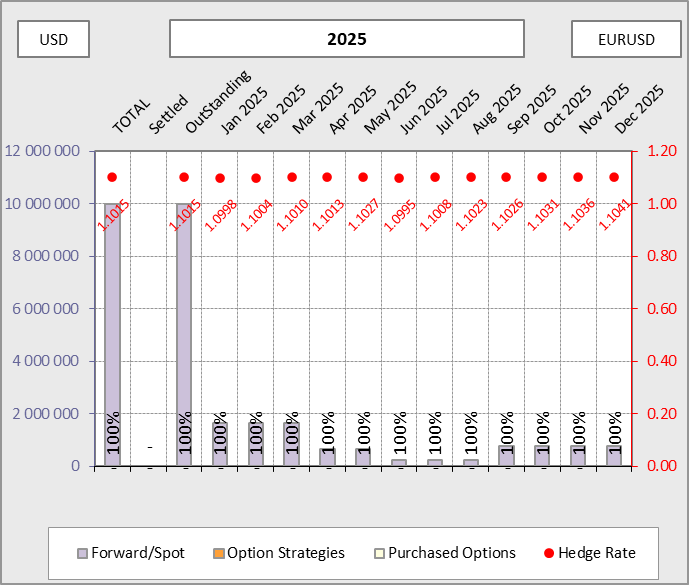 USD
2025
EURUSD
TOTAL
Settled
OutStanding
Jan 2025
Feb 2025
Mar 2025
Apr 2025
May 2025
Jun 2025
Jul 2025
Aug 2025
Sep 2025
Oct 2025
Nov 2025
Dec 2025
12 000 000
10 000 000
8 000 000
6 000 000
4 000 000
2 000 000
0
1.20
1.00
0.80
0.60
0.40
0.20
0.00
1.1015
1.1015
1.0998
1.1004
1.1010
1.1013
1.1027
1.0995
1.1008
1.1023
1.1026
1.1031
1.1036
1.1041
100%
-
100%
100%
100%
100%
100%
100%
100%
100%
100%
100%
100%
100%
100%
Forward/Spot
Option Strategies
Purchased Options
Hedge Rate